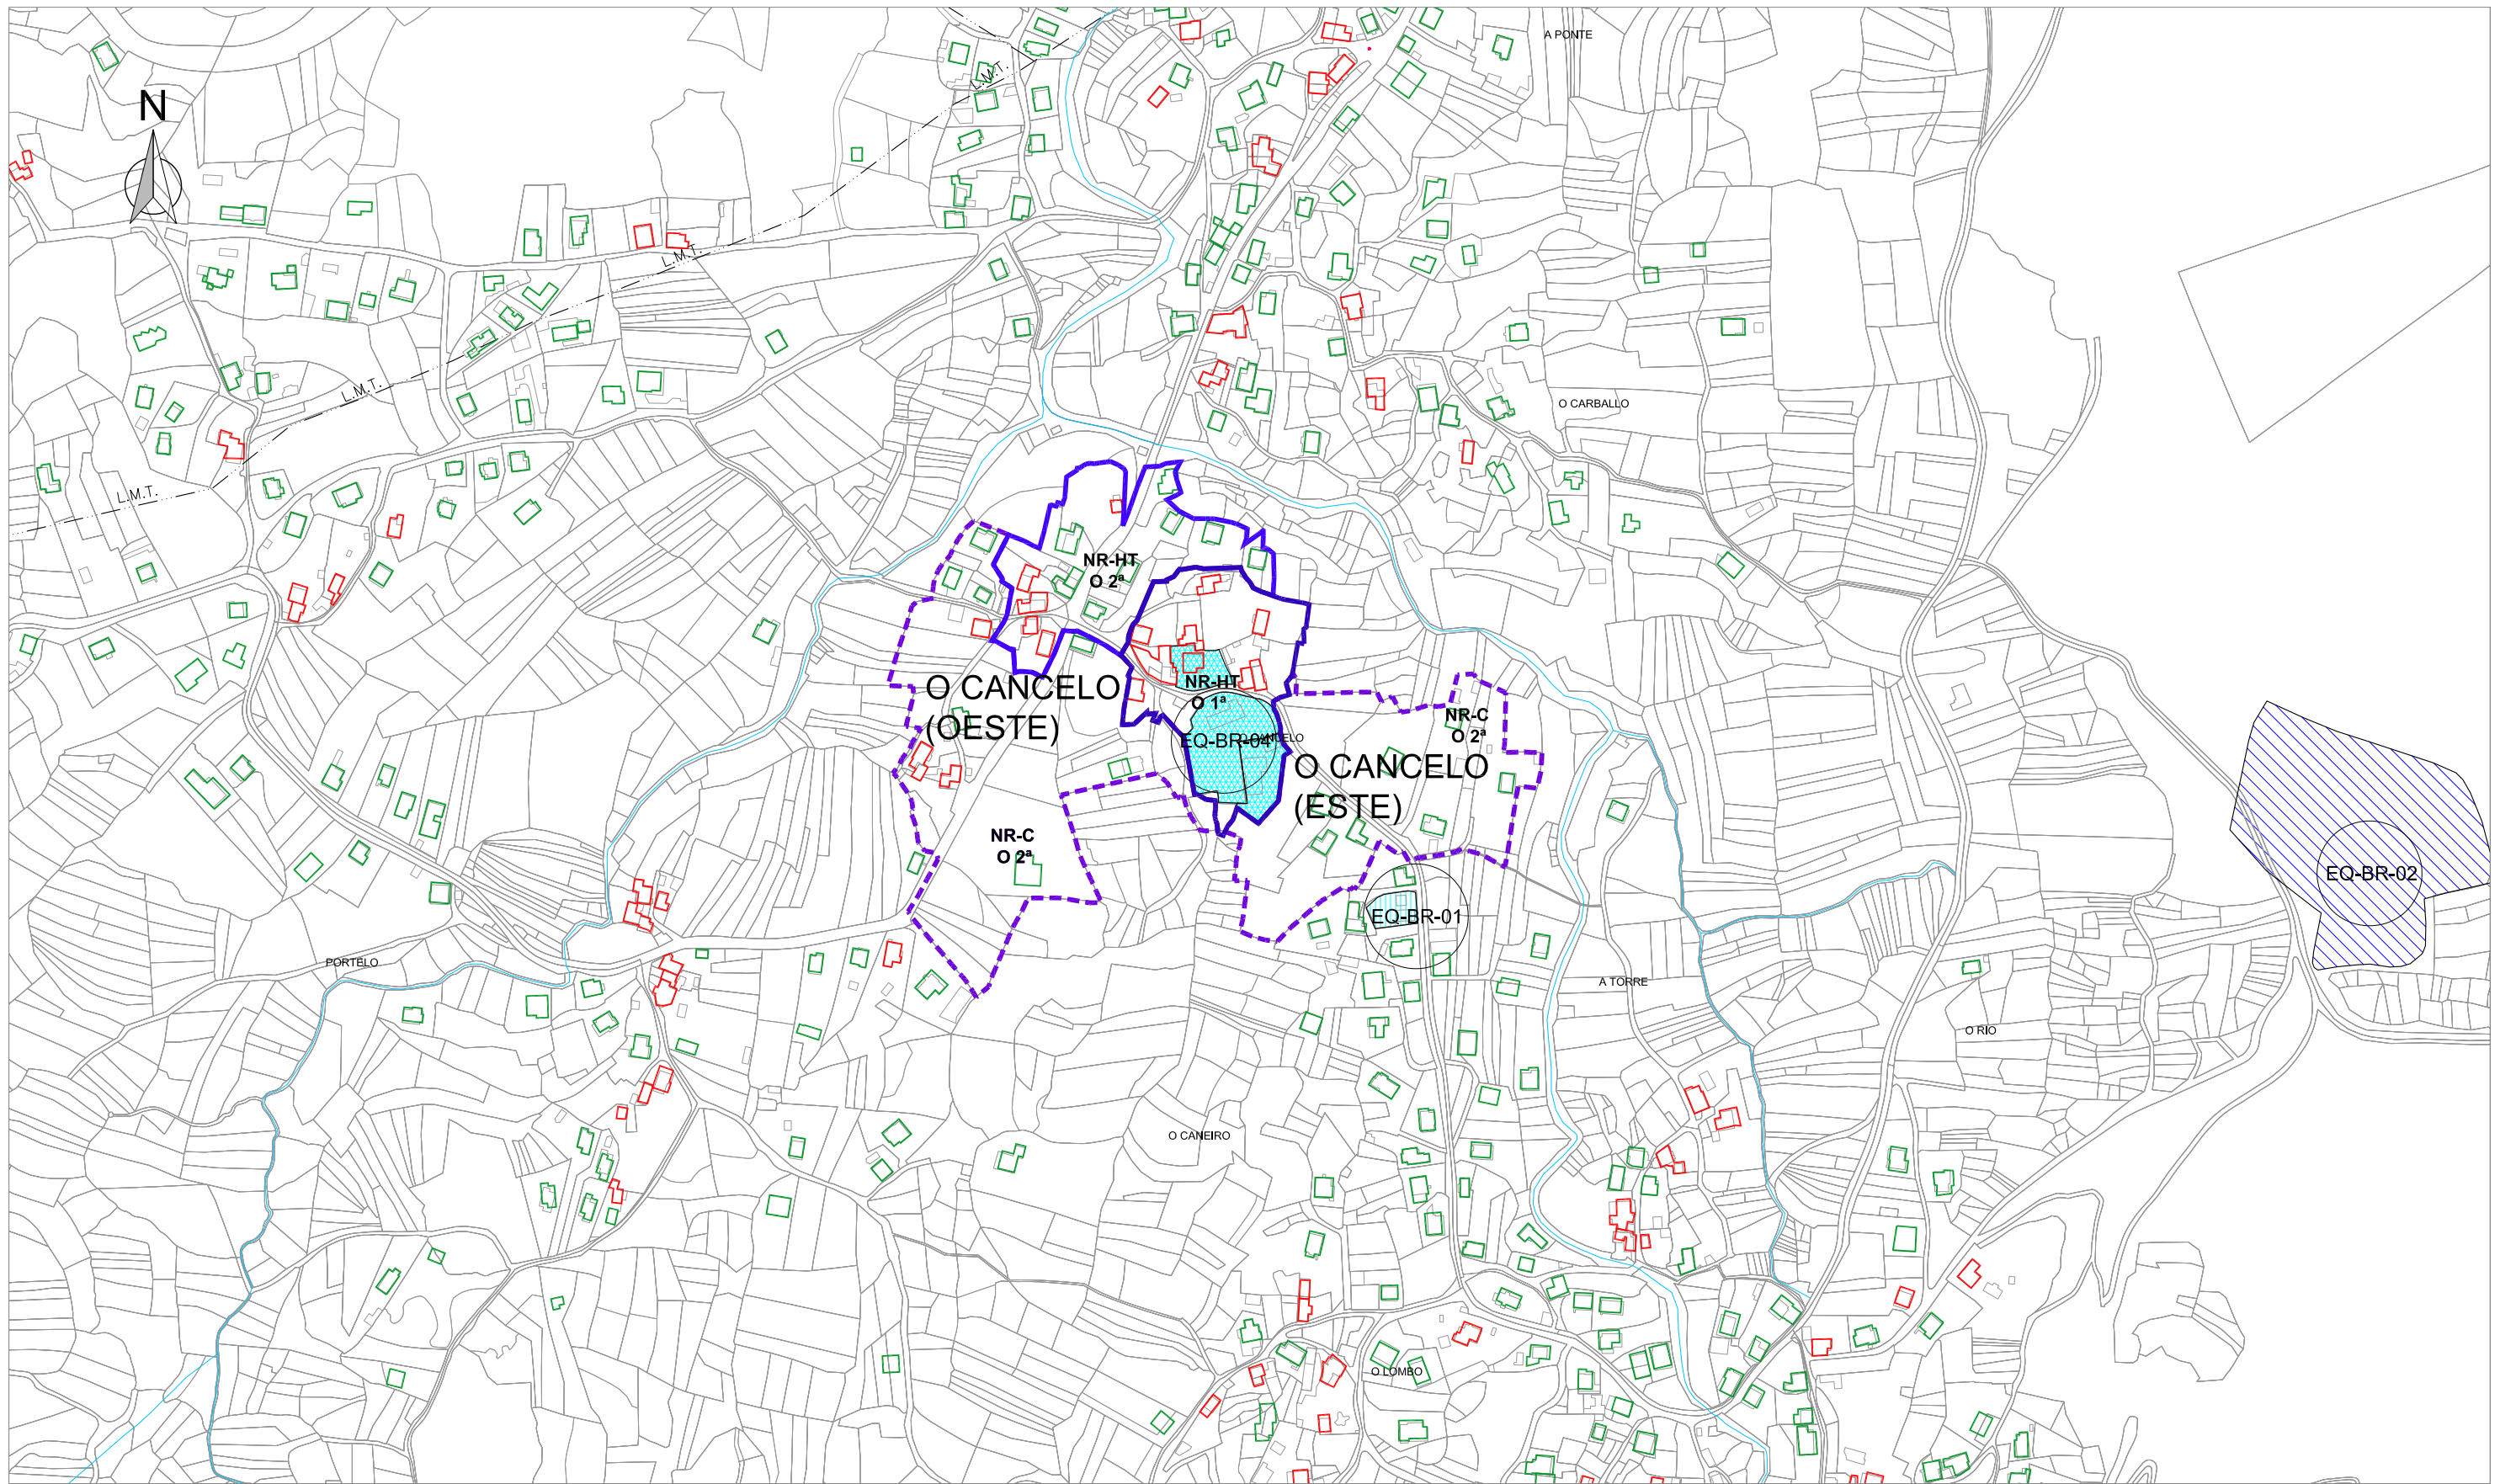 A PONTE
L.M.T.
N
L.M.T.
L.M.T.
O CARBALLO
L.M.T.
NR-HT
O 2ª
O CANCELO
(OESTE)
NR-HT
O 1ª
NR-C
O 2ª
EQ-BR-04
O CANCELO
(ESTE)
NR-C
O 2ª
EQ-BR-02
EQ-BR-01
PORTELO
A TORRE
O RIO
O CANEIRO
O LOMBO